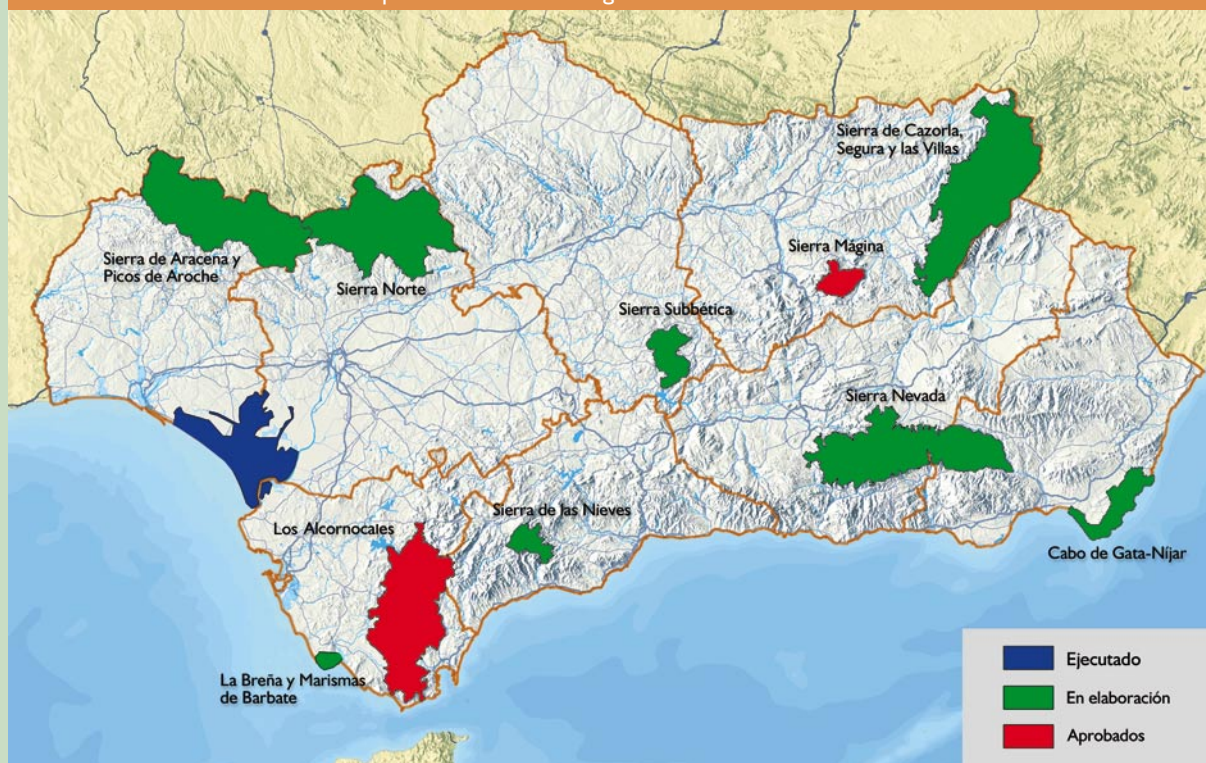 Sierra de Cazorla,
Segura y las Villas
Sierra Mágina
Sierra de Aracena y
Picos de Aroche
Sierra Norte
Sierra Subbética
Sierra Nevada
Los Alcornocales
Sierra de las Nieves
Cabo de Gata-Níjar
La Breña y Marismas
de Barbate
Ejecutado
En elaboración
Aprobados